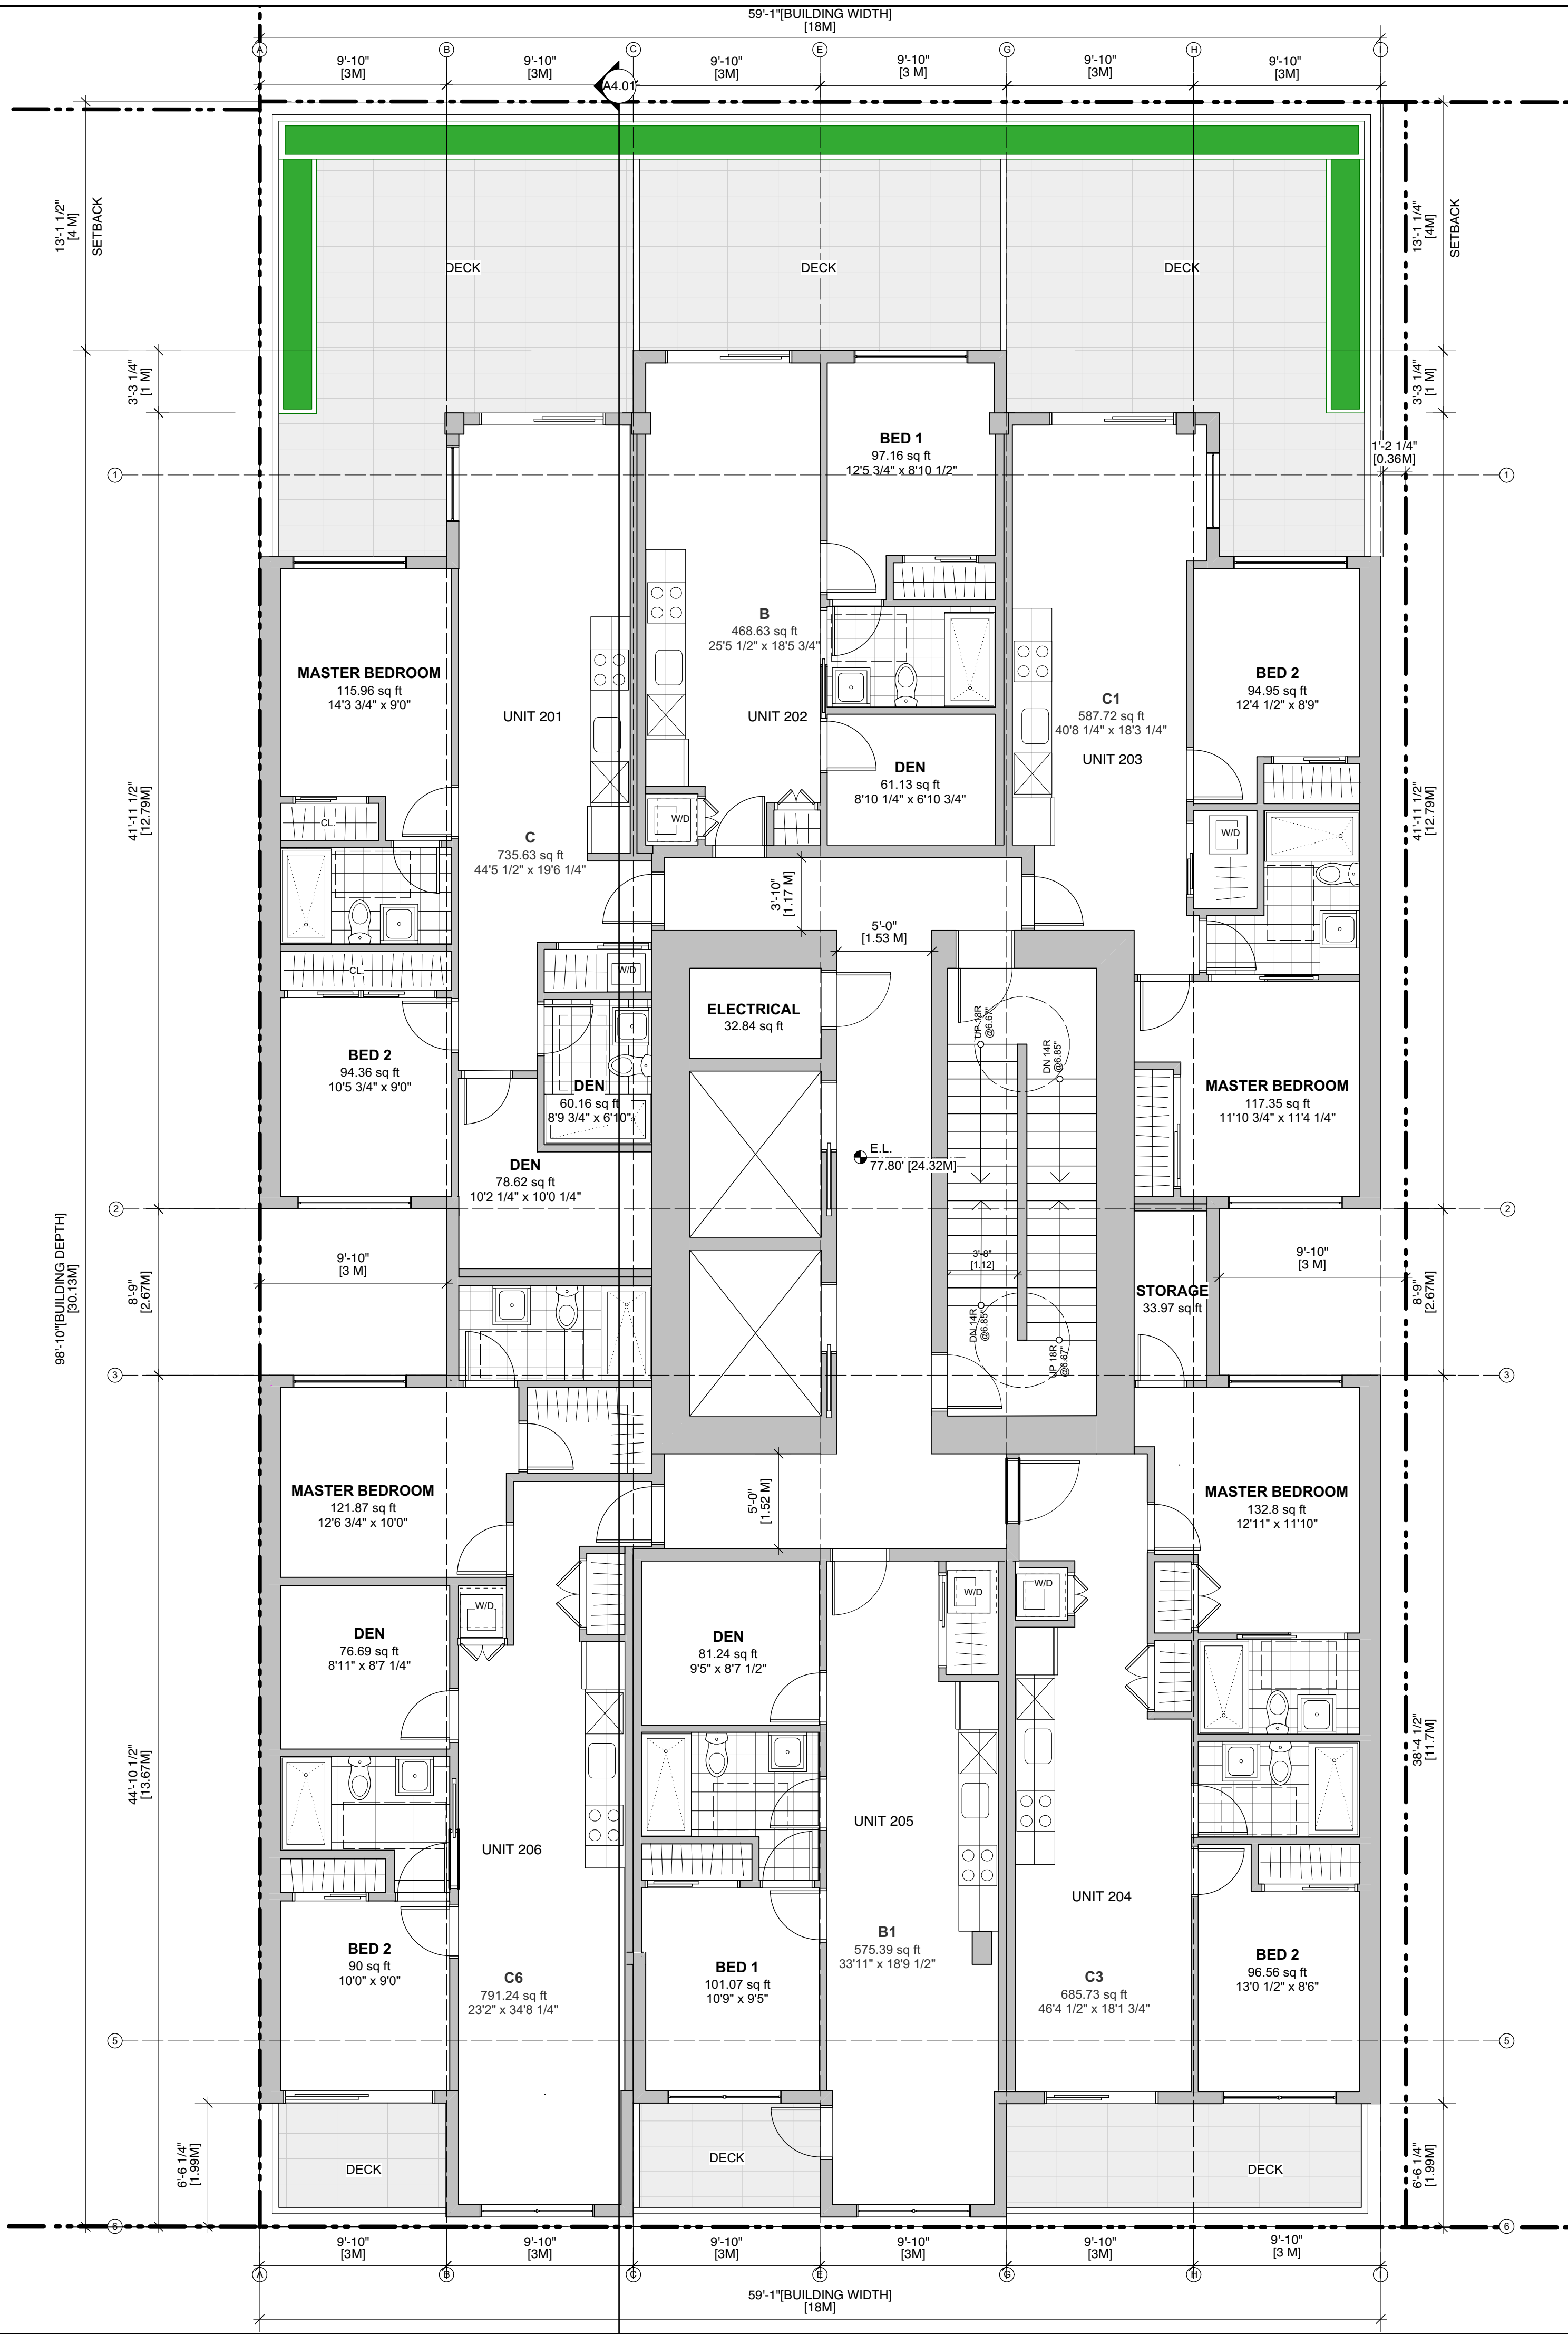 59'-1"[BUILDING WIDTH]
[18M]
A
B
C
E
G
H
I
9'-10"
[3M]
9'-10"
[3M]
9'-10"
[3M]
9'-10"
[3 M]
9'-10"
[3M]
9'-10"
[3M]
A4.01
13'-1 1/2"
[4 M]
SETBACK
13'-1 1/4"
[4M]
SETBACK
DECK
DECK
DECK
3'-3 1/4"
[1 M]
3'-3 1/4"
[1 M]
1'-2 1/4"
[0.36M]
1
1
BED 1
97.16 sq ft
12'5 3/4" x 8'10 1/2"
B
468.63 sq ft
25'5 1/2" x 18'5 3/4"
UNIT 202
MASTER BEDROOM
115.96 sq ft
14'3 3/4" x 9'0"
UNIT 201
C1
587.72 sq ft
40'8 1/4" x 18'3 1/4"
UNIT 203
BED 2
94.95 sq ft
12'4 1/2" x 8'9"
DEN
61.13 sq ft
8'10 1/4" x 6'10 3/4"
41'-11 1/2"
[12.79M]
41'-11 1/2"
[12.79M]
CL.
W/D
W/D
C
735.63 sq ft
44'5 1/2" x 19'6 1/4"
3'-10"
[1.17 M]
5'-0"
[1.53 M]
CL.
W/D
ELECTRICAL
32.84 sq ft
UP 18R
@6.67"
DN 14R
@6.85"
BED 2
94.36 sq ft
10'5 3/4" x 9'0"
DEN
60.16 sq ft
8'9 3/4" x 6'10"
MASTER BEDROOM
117.35 sq ft
11'10 3/4" x 11'4 1/4"
E.L.
77.80' [24.32M]
DEN
78.62 sq ft
10'2 1/4" x 10'0 1/4"
2
2
98'-10"[BUILDING DEPTH]
[30.13M]
8'-9"
[2.67M]
9'-10"
[3 M]
3'-8"
[1.12]
STORAGE
33.97 sq ft
9'-10"
[3 M]
8'-9"
[2.67M]
DN 14R
@6.85"
UP 18R
@6.67"
3
3
MASTER BEDROOM
121.87 sq ft
12'6 3/4" x 10'0"
5'-0"
[1.52 M]
MASTER BEDROOM
132.8 sq ft
12'11" x 11'10"
W/D
W/D
W/D
DEN
76.69 sq ft
8'11" x 8'7 1/4"
DEN
81.24 sq ft
9'5" x 8'7 1/2"
44'-10 1/2"
[13.67M]
38'-4 1/2"
[11.7M]
UNIT 206
UNIT 205
UNIT 204
BED 2
90 sq ft
10'0" x 9'0"
C6
791.24 sq ft
23'2" x 34'8 1/4"
BED 1
101.07 sq ft
10'9" x 9'5"
B1
575.39 sq ft
33'11" x 18'9 1/2"
C3
685.73 sq ft
46'4 1/2" x 18'1 3/4"
BED 2
96.56 sq ft
13'0 1/2" x 8'6"
5
5
6'-6 1/4"
[1.99M]
DECK
DECK
DECK
6'-6 1/4"
[1.99M]
6
6
9'-10"
[3M]
9'-10"
[3M]
9'-10"
[3M]
9'-10"
[3M]
9'-10"
[3M]
9'-10"
[3 M]
A
B
C
E
G
H
I
59'-1"[BUILDING WIDTH]
[18M]